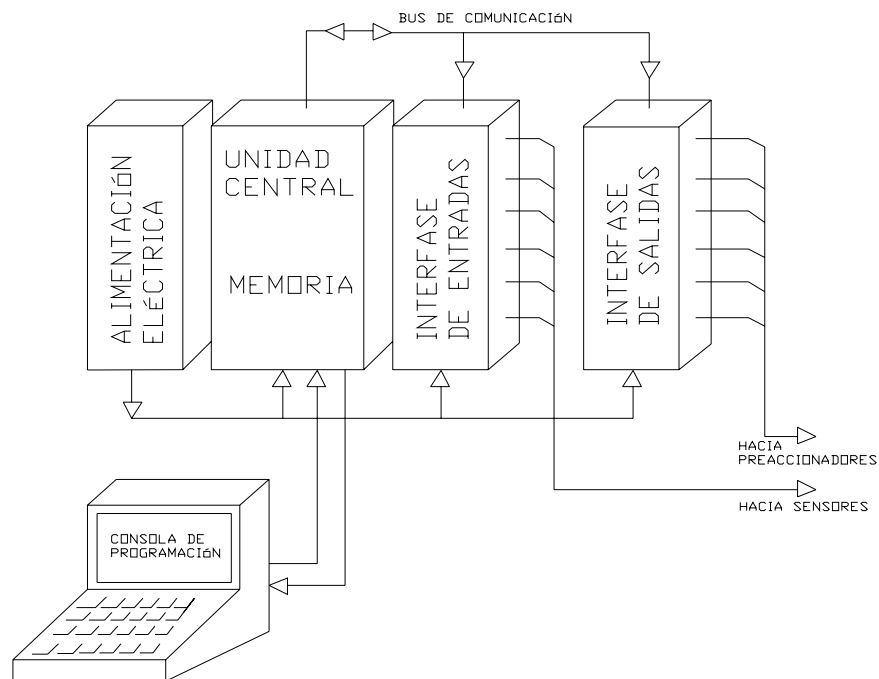 BUS DE COMUNICACIóN
ALIMENTACIóN
ELéCTRICA
UNIDAD
CENTRAL
MEMORIA
INTERFASE
DE ENTRADAS
INTERFASE
DE SALIDAS
HACIA
PREACCIONADORES
HACIA SENSORES
CONSOLA DE
PROGRAMACIóN